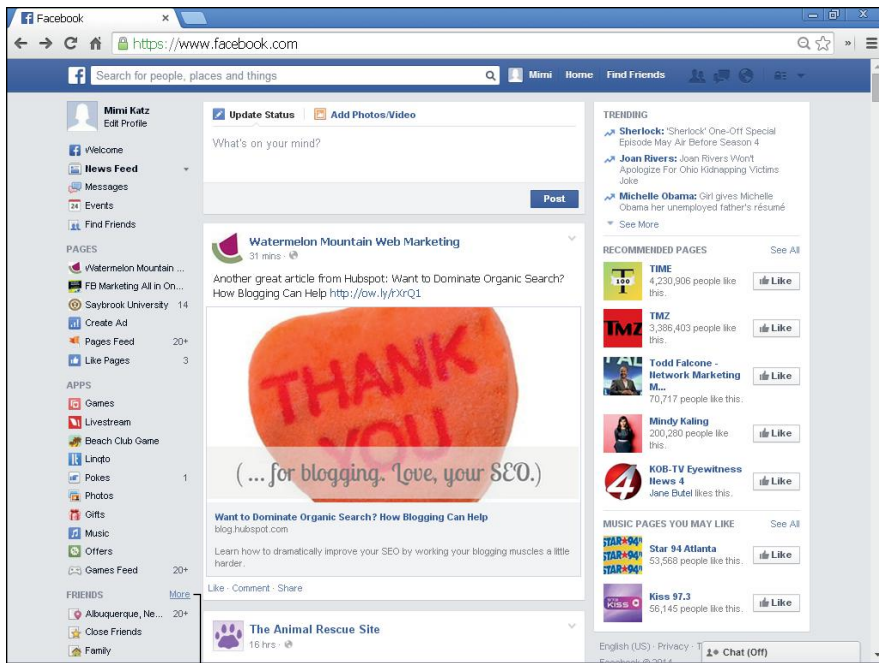 Facebook
https://www.facebook.com
Search for people, places and things
Mimi Home Find Friends
Mimi Katz
Edit Profile
Welcome
News Feed
Messages
24 Events
Find Friends
PAGES
Watermelon Mountain ...
FB Marketing All in On...
Saybrook University 14
Create Ad
Pages Feed 20+
Like Pages 3
APPS
Games
Livestream
Beach Club Game
Linqto
Pokes 1
Photos
Gifts
Music
Offers
Games Feed 20+
FRIENDS More
Albuquerque, Ne... 20+
Close Friends
Family
Update Status Add Photos/Video
What's on your mind?
Post
Watermelon Mountain Web Marketing
31 mins ·
Another great article from Hubspot: Want to Dominate Organic Search?
How Blogging Can Help http://ow.ly/rXrQ1
THANK
YOU
( ... for blogging. Love, your SEO.)
Want to Dominate Organic Search? How Blogging Can Help
blog.hubspot.com
Learn how to dramatically improve your SEO by working your blogging muscles a little
harder.
Like · Comment · Share
The Animal Rescue Site
16 hrs ·
TRENDING
Sherlock: 'Sherlock' One-Off Special
Episode May Air Before Season
4
Joan Rivers: Joan Rivers Won't
Apologize For Ohio Kidnapping Victims
Joke
Michelle Obama: Girl gives Michelle
Obama her unemployed father's résumé
See More
RECOMMENDED PAGES See All
T
100
TIME
4,230,906 people like
this.
Like
TMZ
TMZ
3,386,403 people like
this.
Like
Todd Falcone -
Network Marketing
M...
70,717 people like this.
Like
Mindy Kaling
200,280 people like
this.
Like
4
KOB-TV Eyewitness
News 4
Jane Butel likes this.
Like
MUSIC PAGES YOU MAY LIKE See All
STAR★94
STAR★94
STAR★94
Star 94 Atlanta
53,568 people like this.
Like
KISS
Kiss 97.3
56,145 people like this.
Like
English (US) · Privacy · T
Chat (Off)
Facebook © 2014